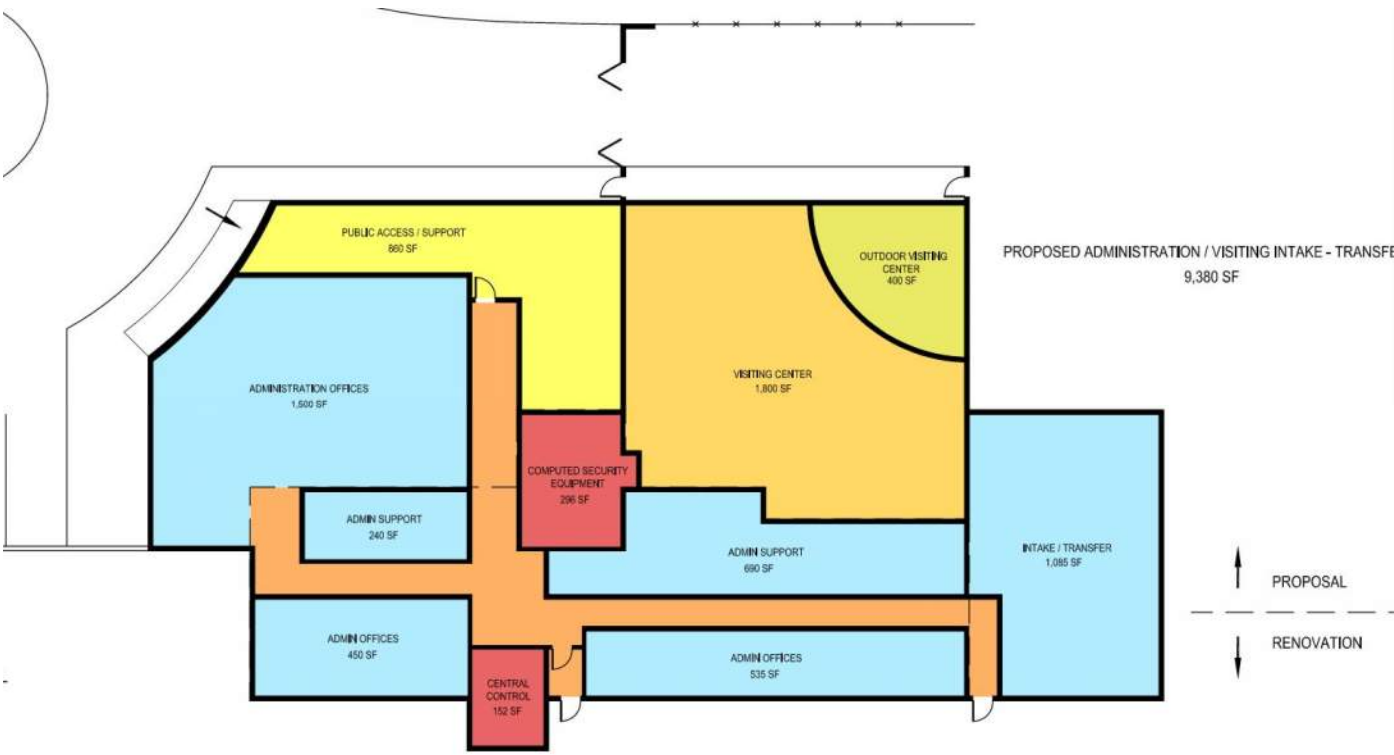 PUBLIC ACCESS / SUPPORT
860 SF
OUTDOOR VISITING
CENTER
400 SF
PROPOSED ADMINISTRATION / VISITING INTAKE - TRANSFE
9,380 SF
VISITING CENTER
1,800 SF
ADMINISTRATION OFFICES
1,500 SF
COMPUTED SECURITY
EQUIPMENT
296 SF
ADMIN SUPPORT
240 SF
ADMIN SUPPORT
690 SF
INTAKE / TRANSFER
1,085 SF
PROPOSAL
RENOVATION
ADMIN OFFICES
450 SF
ADMIN OFFICES
535 SF
CENTRAL
CONTROL
152 SF